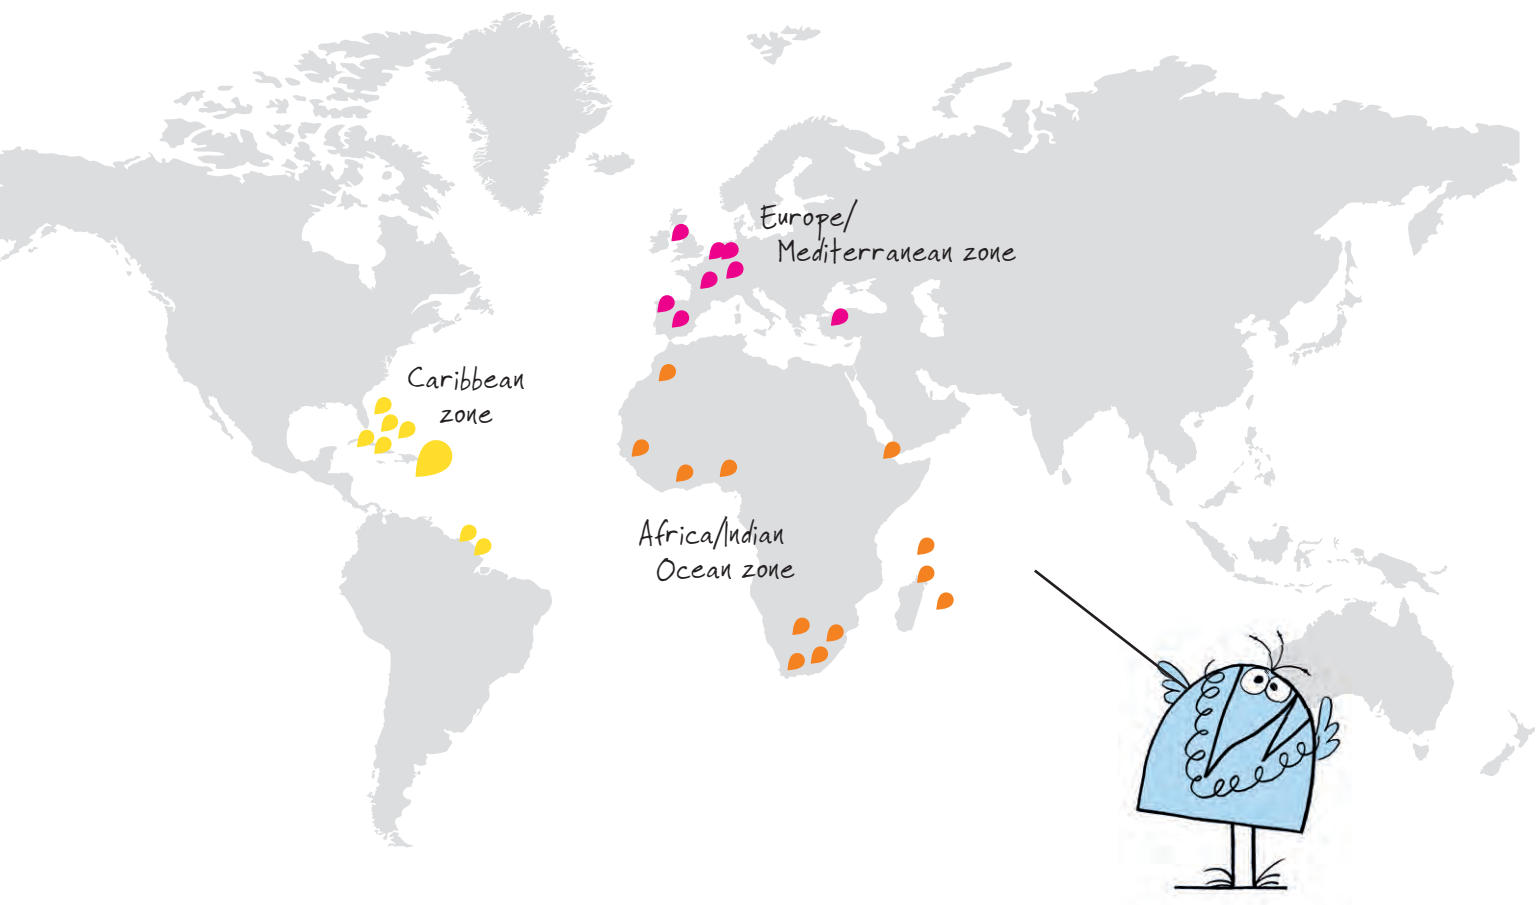 Europe/
Mediterranean zone
Caribbean
zone
Africa/Indian
Ocean zone